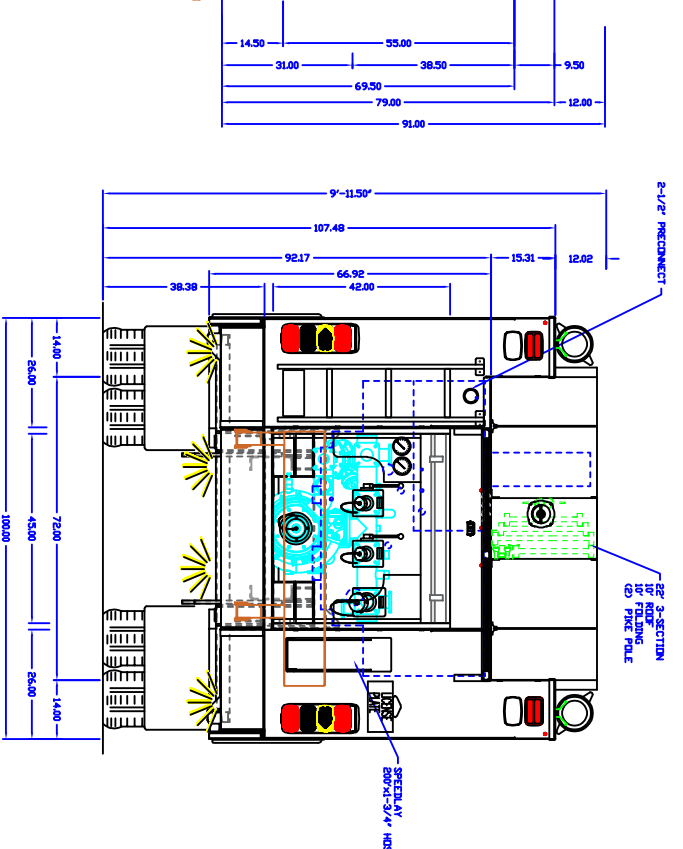 14.50
55.00
31.00
38.50
9.50
69.50
79.00
12.00
91.00
2-1/2" PRECONNECT
9'-11.50"
107.48
92.17
15.31
12.02
66.92
38.38
42.00
14.00
26.00
45.00
72.00
100.00
26.00
14.00
22' 3-SECTION
10' ROOF
10' FOLDING
(2) PIKE POLE
LICENSE
PLATE
SPEEDLAY
200'x1-3/4"